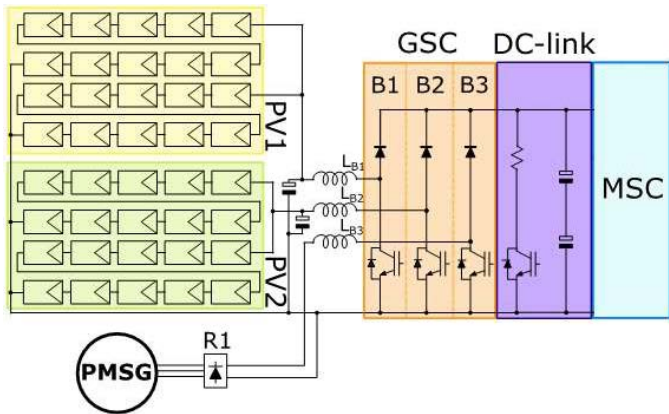 GSC DC-link
B1 B2 B3
PV1
LB1
LB2
LB3
MSC
PV2
R1
PMSG